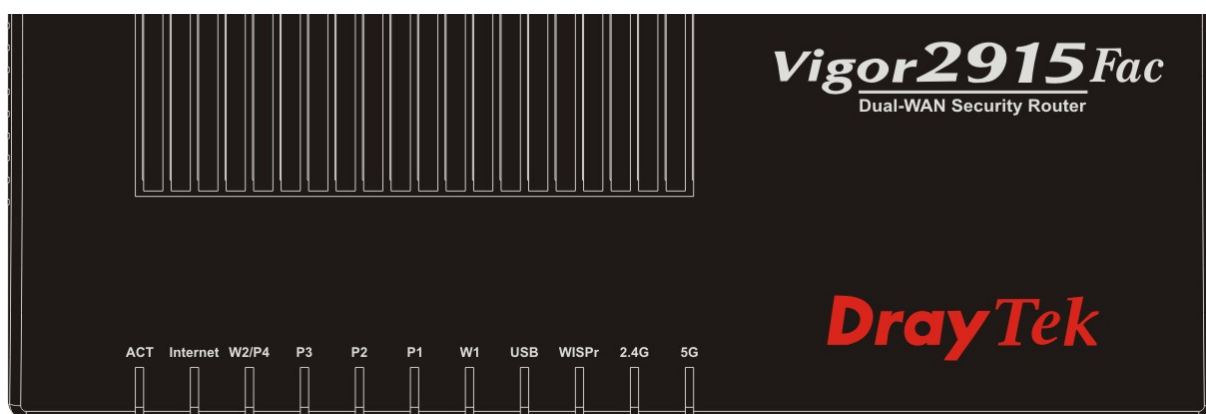 Vigor2915Fac
Dual-WAN Security Router
DrayTek
ACT Internet W2/P4 P3 P2 P1 W1 USB WISPr 2.4G 5G